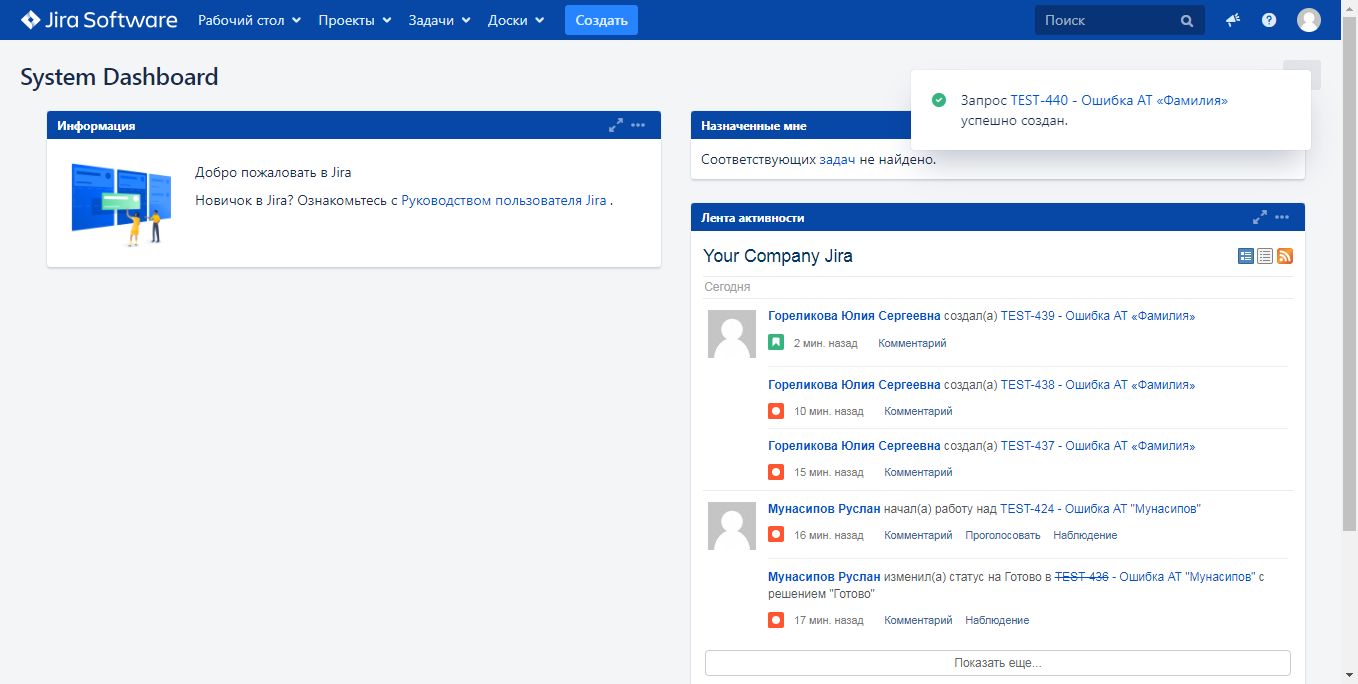 Jira Software Рабочий стол Проекты Задачи Доски Создать Поиск
System Dashboard
Запрос TEST-440 - Ошибка АТ «Фамилия»
успешно создан.
Информация
Добро пожаловать в Jira
Новичок в Jira? Ознакомьтесь с Руководством пользователя Jira .
Назначенные мне
Соответствующих задач не найдено.
Лента активности
Your Company Jira
Сегодня
Гореликова Юлия Сергеевна создал(а) TEST-439 - Ошибка АТ «Фамилия»
2 мин. назад Комментарий
Гореликова Юлия Сергеевна создал(а) TEST-438 - Ошибка АТ «Фамилия»
10 мин. назад Комментарий
Гореликова Юлия Сергеевна создал(а) TEST-437 - Ошибка АТ «Фамилия»
15 мин. назад Комментарий
Мунасипов Руслан начал(а) работу над TEST-424 - Ошибка АТ "Мунасипов"
16 мин. назад Комментарий Проголосовать Наблюдение
Мунасипов Руслан изменил(а) статус на Готово в TEST-436 - Ошибка АТ "Мунасипов" с
решением "Готово"
17 мин. назад Комментарий Наблюдение
Показать еще...